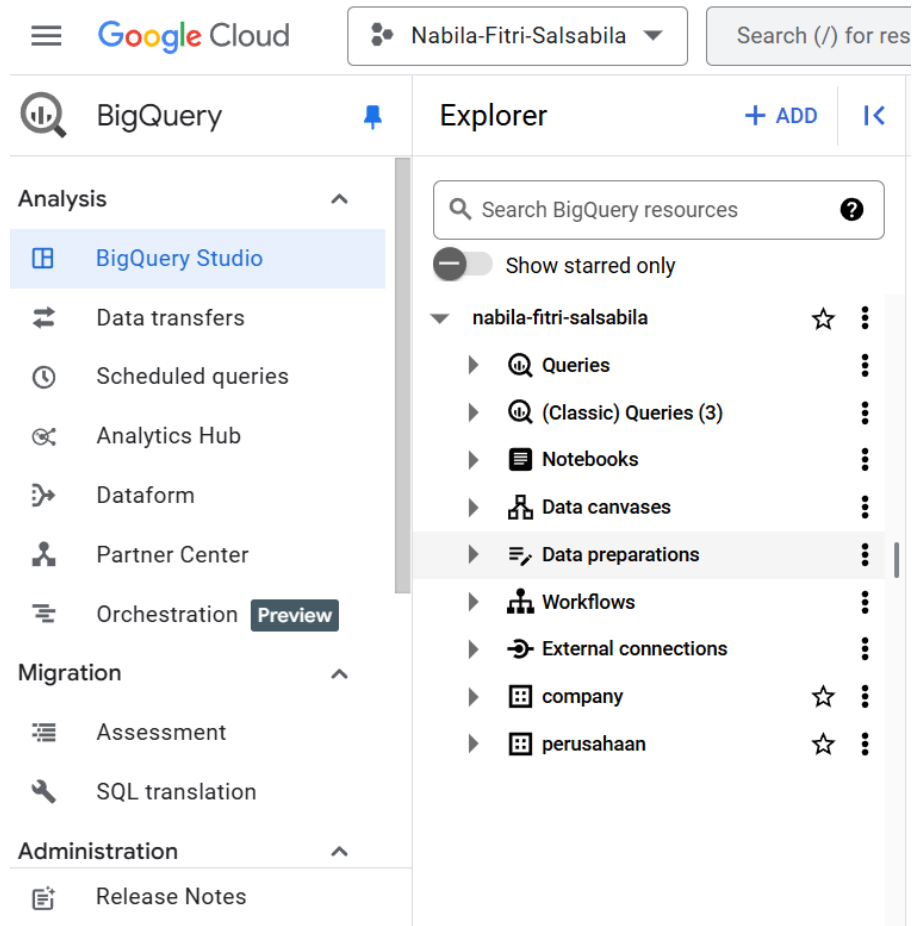 Google Cloud
Nabila-Fitri-Salsabila
Search (/) for res
BigQuery
Analysis
BigQuery Studio
Data transfers
Scheduled queries
Analytics Hub
Dataform
Partner Center
Orchestration Preview
Migration
Assessment
SQL translation
Administration
Release Notes
Explorer
+ ADD
Search BigQuery resources
Show starred only
nabila-fitri-salsabila
Queries
(Classic) Queries (3)
Notebooks
Data canvases
Data preparations
Workflows
External connections
company
perusahaan